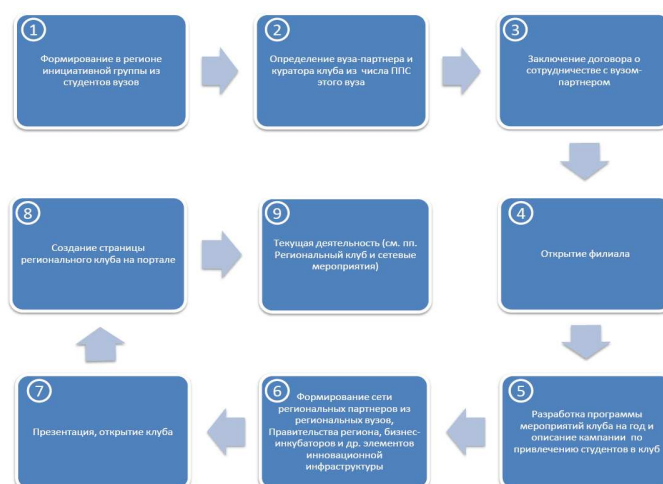 1
Формирование в регионе
инициативной группы из
студентов вузов
2
Определение вуза-партнера и
куратора клуба из числа ППС
этого вуза
3
Заключение договора о
сотрудничестве с вузом-
партнером
4
Открытие филиала
5
Разработка программы
мероприятий клуба на год и
описание кампании по
привлечению студентов в клуб
6
Формирование сети
региональных партнеров из
региональных вузов,
Правительства региона, бизнес-
инкубаторов и др. элементов
инновационной
инфраструктуры
7
Презентация, открытие клуба
8
Создание страницы
регионального клуба на портале
9
Текущая деятельность (см. пп.
Региональный клуб и сетевые
мероприятия)